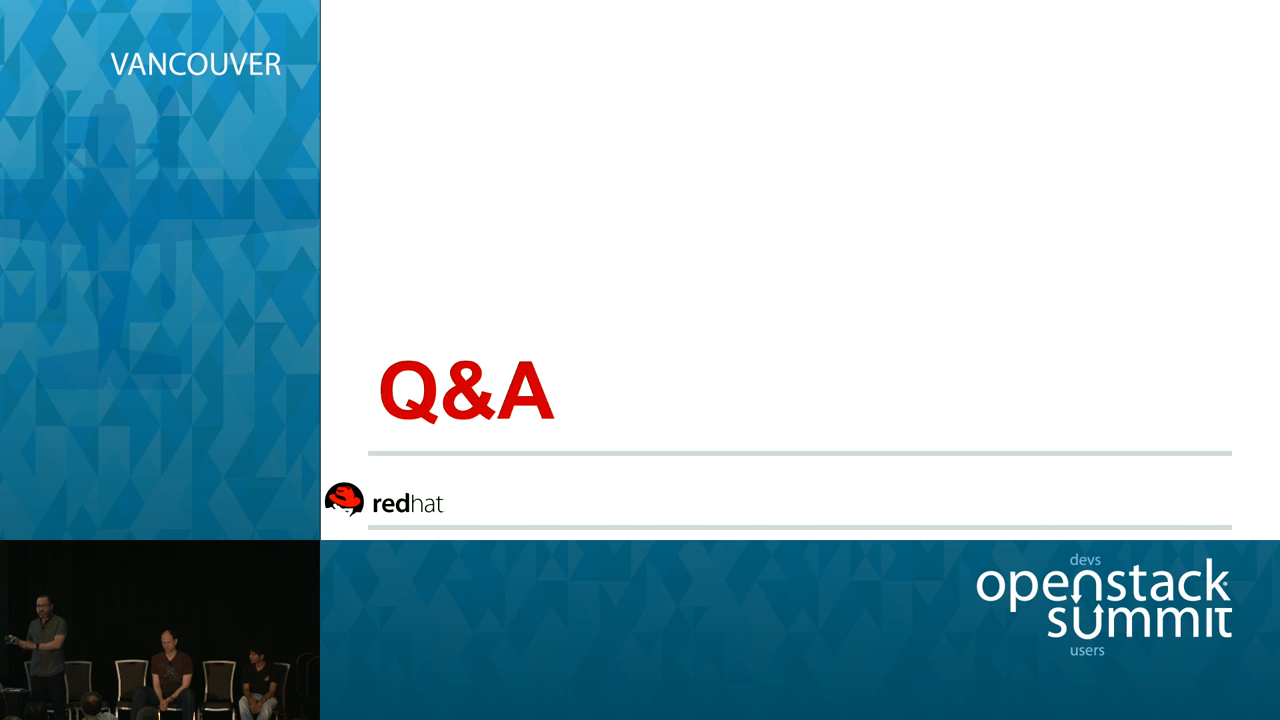 VANCOUVER
Q&A
redhat
devs
openstack
summit
users